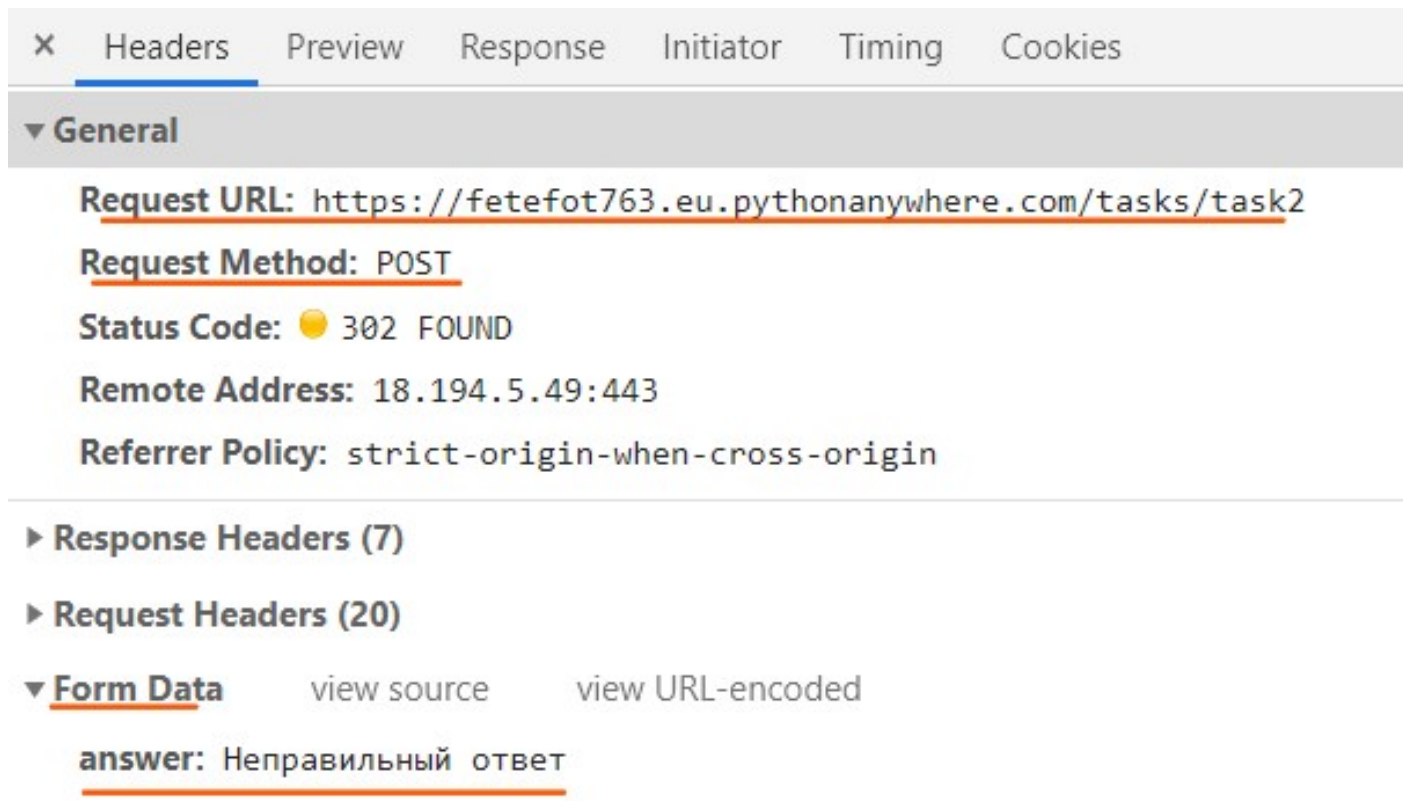 × Headers Preview Response Initiator Timing Cookies
General
Request URL: https://fetefot763.eu.pythonanywhere.com/tasks/task2
Request Method: POST
Status Code: 302 FOUND
Remote Address: 18.194.5.49:443
Referrer Policy: strict-origin-when-cross-origin
Response Headers (7)
Request Headers (20)
Form Data view source view URL-encoded
answer: Неправильный ответ